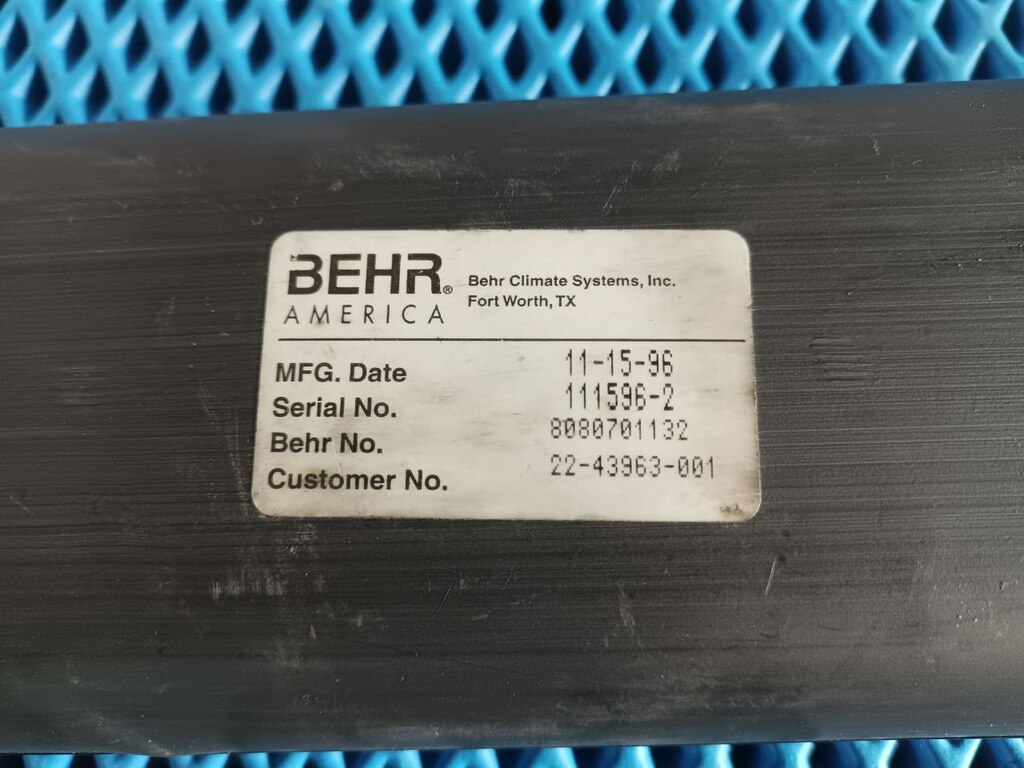 BEHR® Behr Climate Systems, Inc.
AMERICA Fort Worth, TX
MFG. Date 11-15-96
Serial No. 111596-2
Behr No. 8080701132
Customer No. 22-43963-001